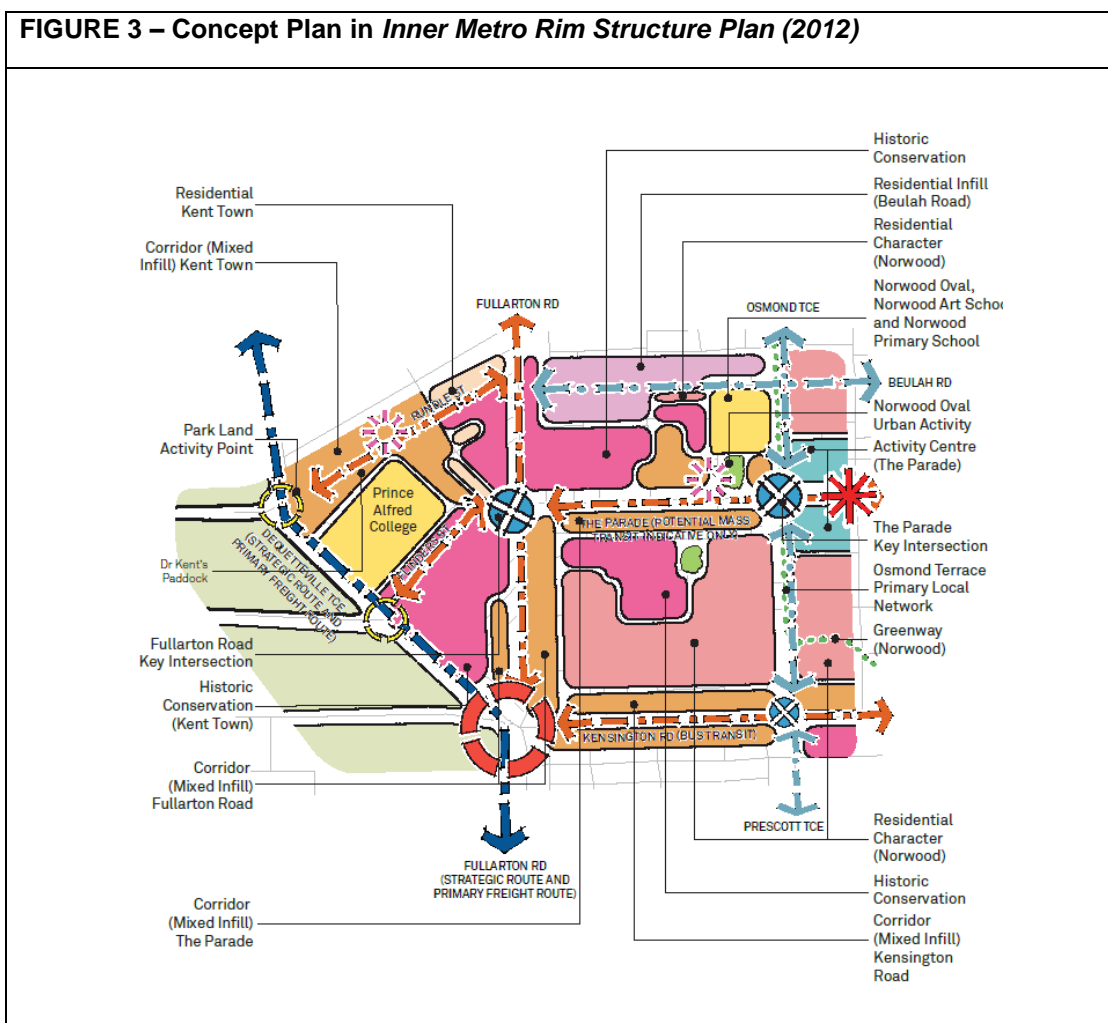 FIGURE 3 – Concept Plan in Inner Metro Rim Structure Plan (2012)
Historic
Conservation
Residential Infill
(Beulah Road)
Residential
Character
(Norwood)
Norwood Oval,
Norwood Art Schoo
and Norwood
Primary School
Residential
Kent Town
Corridor (Mixed
Infill) Kent Town
FULLARTON RD
OSMOND TCE
BEULAH RD
Norwood Oval
Urban Activity
Activity Centre
(The Parade)
Park Land
Activity Point
RUNDLE ST
Prince
Alfred
College
THE PARADE (POTENTIAL MASS
TRANSIT INDICATIVE ONLY)
FLINDERS ST
DEQUETTEVILLE TCE
(STRATEGIC ROUTE AND
PRIMARY FREIGHT ROUTE)
Dr Kent's
Paddock
The Parade
Key Intersection
Osmond Terrace
Primary Local
Network
Greenway
(Norwood)
Fullarton Road
Key Intersection
Historic
Conservation
(Kent Town)
KENSINGTON RD (BUS TRANSIT)
Corridor
(Mixed Infill)
Fullarton Road
PRESCOTT TCE
Residential
Character
(Norwood)
FULLARTON RD
(STRATEGIC ROUTE AND
PRIMARY FREIGHT ROUTE)
Historic
Conservation
Corridor
(Mixed Infill)
The Parade
Corridor
(Mixed Infill)
Kensington
Road